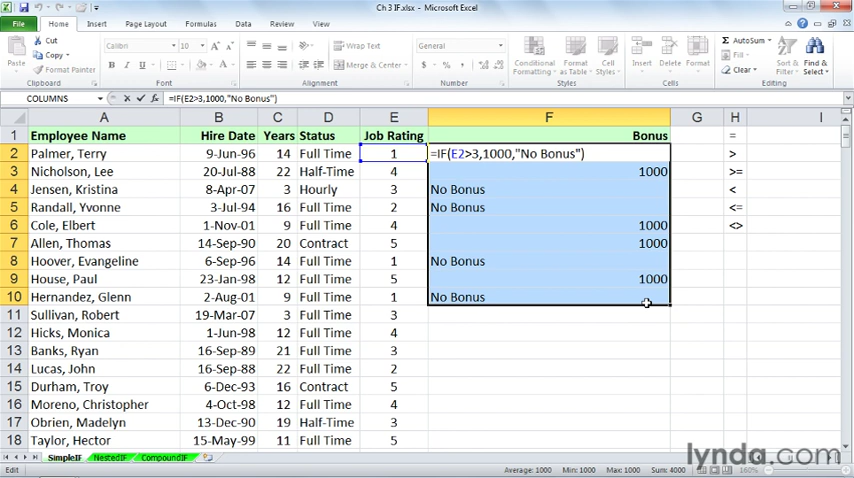 Ch 3 IF.xlsx - Microsoft Excel
File Home Insert Page Layout Formulas Data Review View
Cut
Copy
Format Painter
Paste
Clipboard
Calibri 10
B I U
Font
Wrap Text
Merge & Center
Alignment
General
$ % ,
Number
Conditional Formatting
Format as Table
Cell Styles
Styles
Insert Delete Format
Cells
Σ AutoSum
Fill
Clear
Sort & Filter
Find & Select
Editing
COLUMNS fx =IF(E2>3,1000,"No Bonus")
A B C D E F G H I
1 Employee Name Hire Date Years Status Job Rating Bonus =
2 Palmer, Terry 9-Jun-96 14 Full Time 1 =IF(E2>3,1000,"No Bonus") >
3 Nicholson, Lee 20-Jul-88 22 Half-Time 4 1000 >=
4 Jensen, Kristina 8-Apr-07 3 Hourly 3 No Bonus <
5 Randall, Yvonne 3-Jul-94 16 Full Time 2 No Bonus <=
6 Cole, Elbert 1-Nov-01 9 Full Time 4 1000 <>
7 Allen, Thomas 14-Sep-90 20 Contract 5 1000
8 Hoover, Evangeline 6-Sep-96 14 Full Time 1 No Bonus
9 House, Paul 23-Jan-98 12 Full Time 5 1000
10 Hernandez, Glenn 2-Aug-01 9 Full Time 1 No Bonus
11 Sullivan, Robert 19-Mar-07 3 Full Time 3
12 Hicks, Monica 1-Jun-98 12 Full Time 4
13 Banks, Ryan 16-Sep-89 21 Full Time 3
14 Lucas, John 16-Sep-88 22 Full Time 2
15 Durham, Troy 6-Dec-93 16 Contract 5
16 Moreno, Christopher 4-Oct-98 12 Full Time 4
17 Obrien, Madelyn 13-Dec-90 19 Half-Time 3
18 Taylor, Hector 15-May-99 11 Full Time 5
SimpleIF NestedIF CompoundIF
lynda.com
Edit Average: 1000 Min: 1000 Max: 1000 Sum: 4000 160%